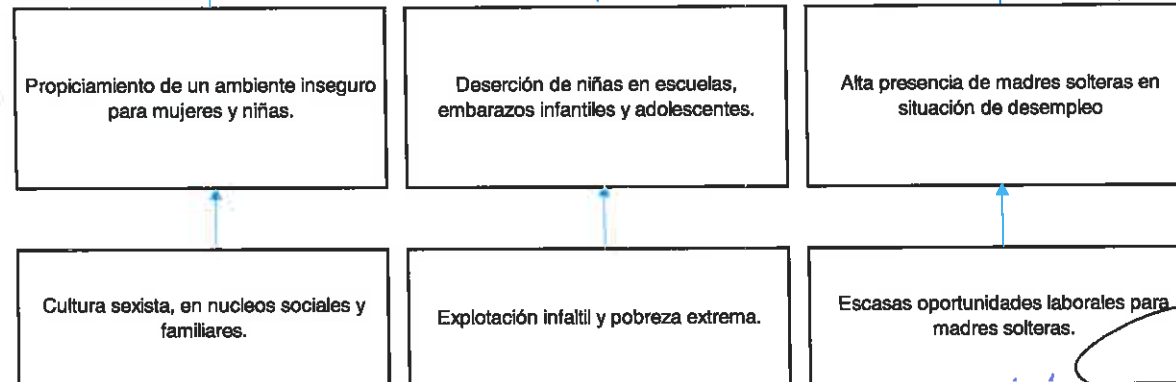 Propiciamiento de un ambiente inseguro
para mujeres y niñas.
Deserción de niñas en escuelas,
embarazos infantiles y adolescentes.
Alta presencia de madres solteras en
situación de desempleo
Cultura sexista, en nucleos sociales y
familiares.
Explotación infaltil y pobreza extrema.
Escasas oportunidades laborales para
madres solteras.